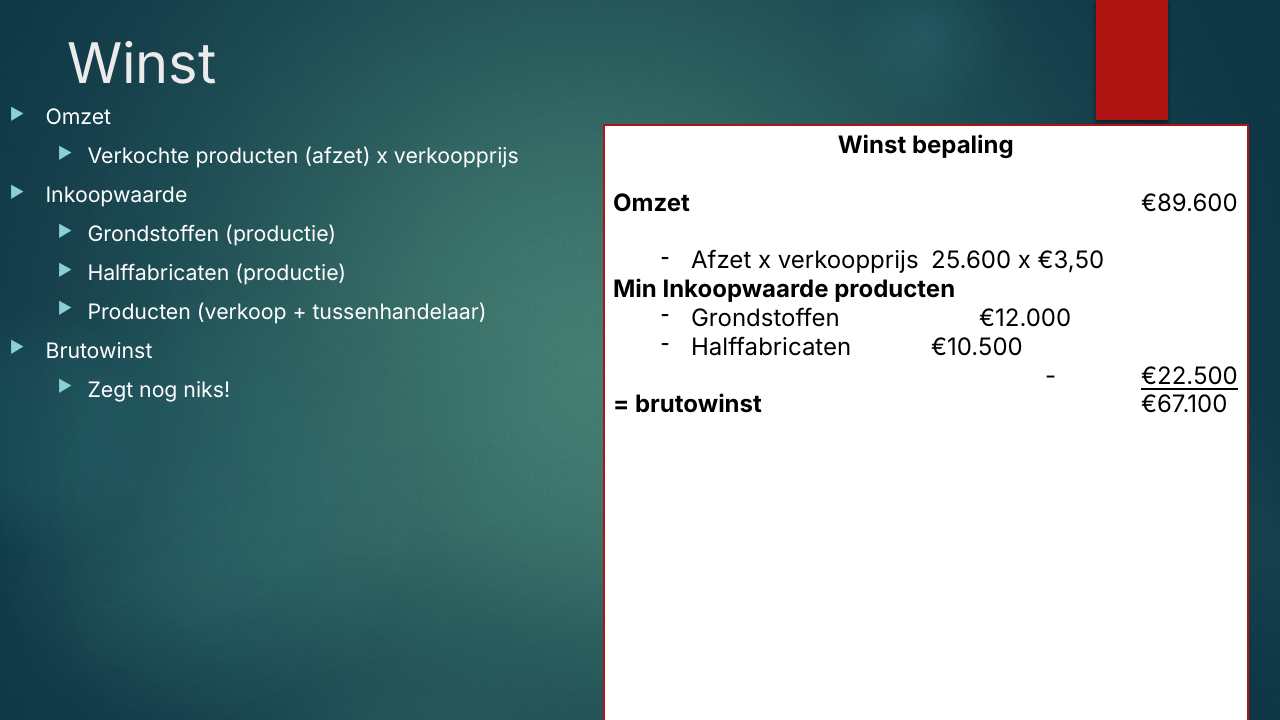 Winst
Omzet
Verkochte producten (afzet) x verkoopprijs
Inkoopwaarde
Grondstoffen (productie)
Halffabricaten (productie)
Producten (verkoop + tussenhandelaar)
Brutowinst
Zegt nog niks!
Winst bepaling
Omzet €89.600
- Afzet x verkoopprijs 25.600 x €3,50
Min Inkoopwaarde producten
- Grondstoffen €12.000
- Halffabricaten €10.500
- €22.500
= brutowinst €67.100